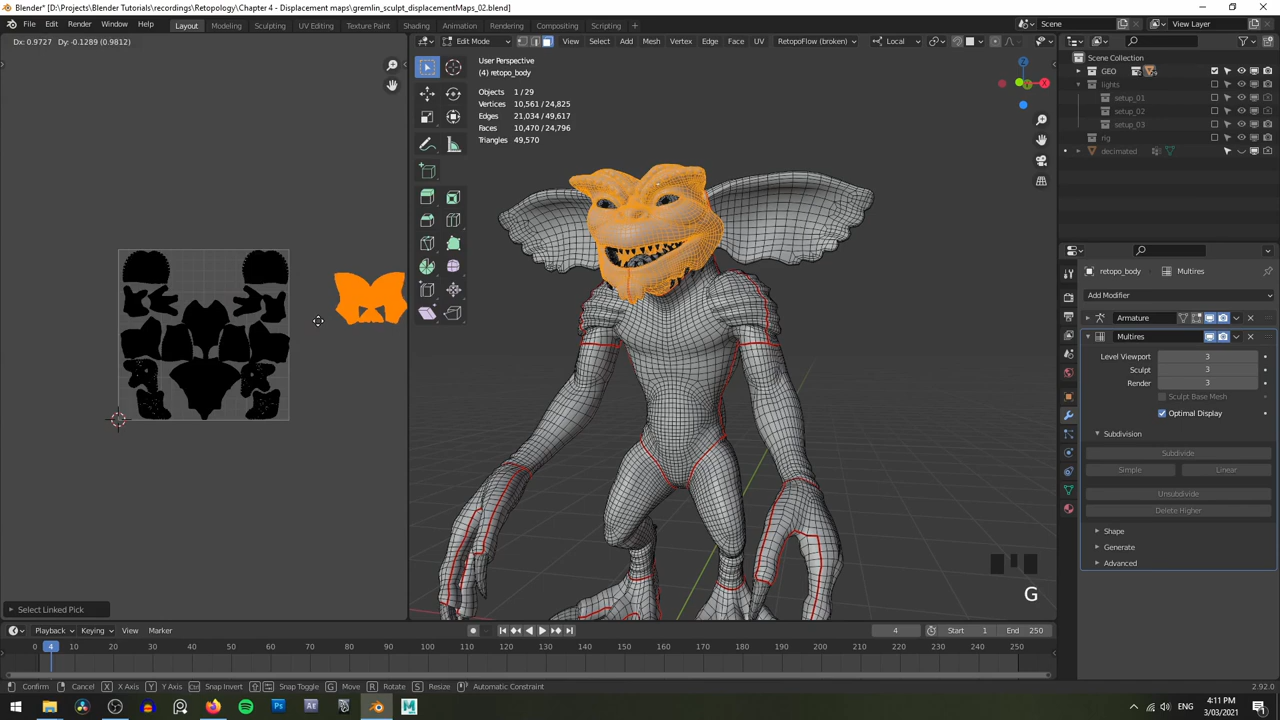 Blender* [D:\Projects\Blender Tutorials\recordings\Retopology\Chapter 4 - Displacement maps\gremlin_sculpt_displacementMaps_02.blend]
File Edit Render Window Help Layout Modeling Sculpting UV Editing Texture Paint Shading Animation Rendering Compositing Scripting + Scene View Layer
Dx: 0.9727 Dy: -0.1289 (0.9812)
Edit Mode View Select Add Mesh Vertex Edge Face UV RetopoFlow (broken) Local
User Perspective
(4) retopo_body
Objects 1 / 29
Vertices 10,561 / 24,825
Edges 21,034 / 49,617
Faces 10,470 / 24,796
Triangles 49,570
X
Z
Scene Collection
GEO
lights
setup_01
setup_02
setup_03
rig
decimated
retopo_body Multires
Add Modifier
Armature
Multires
Level Viewport 3
Sculpt 3
Render 3
Sculpt Base Mesh
Optimal Display
Subdivision
Subdivide
Simple Linear
Unsubdivide
Delete Higher
Shape
Generate
Advanced
G
Select Linked Pick
Playback Keying View Marker 4 Start 1 End 250
0 4 10 20 30 40 50 60 70 80 90 100 110 120 130 140 150 160 170 180 190 200 210 220 230 240 250
Confirm Cancel X X Axis Y Y Axis Ctrl Snap Invert Snap Toggle G Move R Rotate S Resize Automatic Constraint 2.92.0
Ps Ae M ENG 4:11 PM
3/03/2021